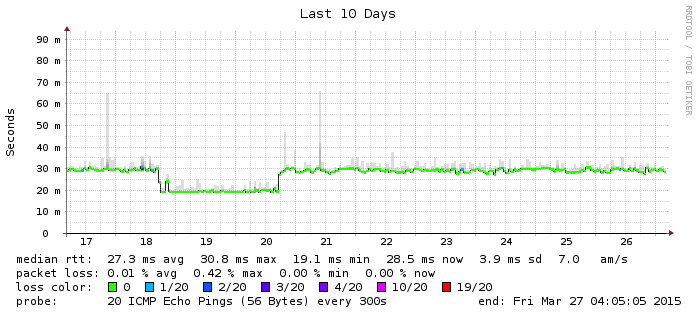 Last 10 Days
RRDTOOL / TOBI OETIKER
Seconds
90 m
80 m
70 m
60 m
50 m
40 m
30 m
20 m
10 m
0
17 18 19 20 21 22 23 24 25 26
median rtt: 27.3 ms avg 30.8 ms max 19.1 ms min 28.5 ms now 3.9 ms sd 7.0 am/s
packet loss: 0.01 % avg 0.42 % max 0.00 % min 0.00 % now
loss color: 0 1/20 2/20 3/20 4/20 10/20 19/20
probe: 20 ICMP Echo Pings (56 Bytes) every 300s end: Fri Mar 27 04:05:05 2015